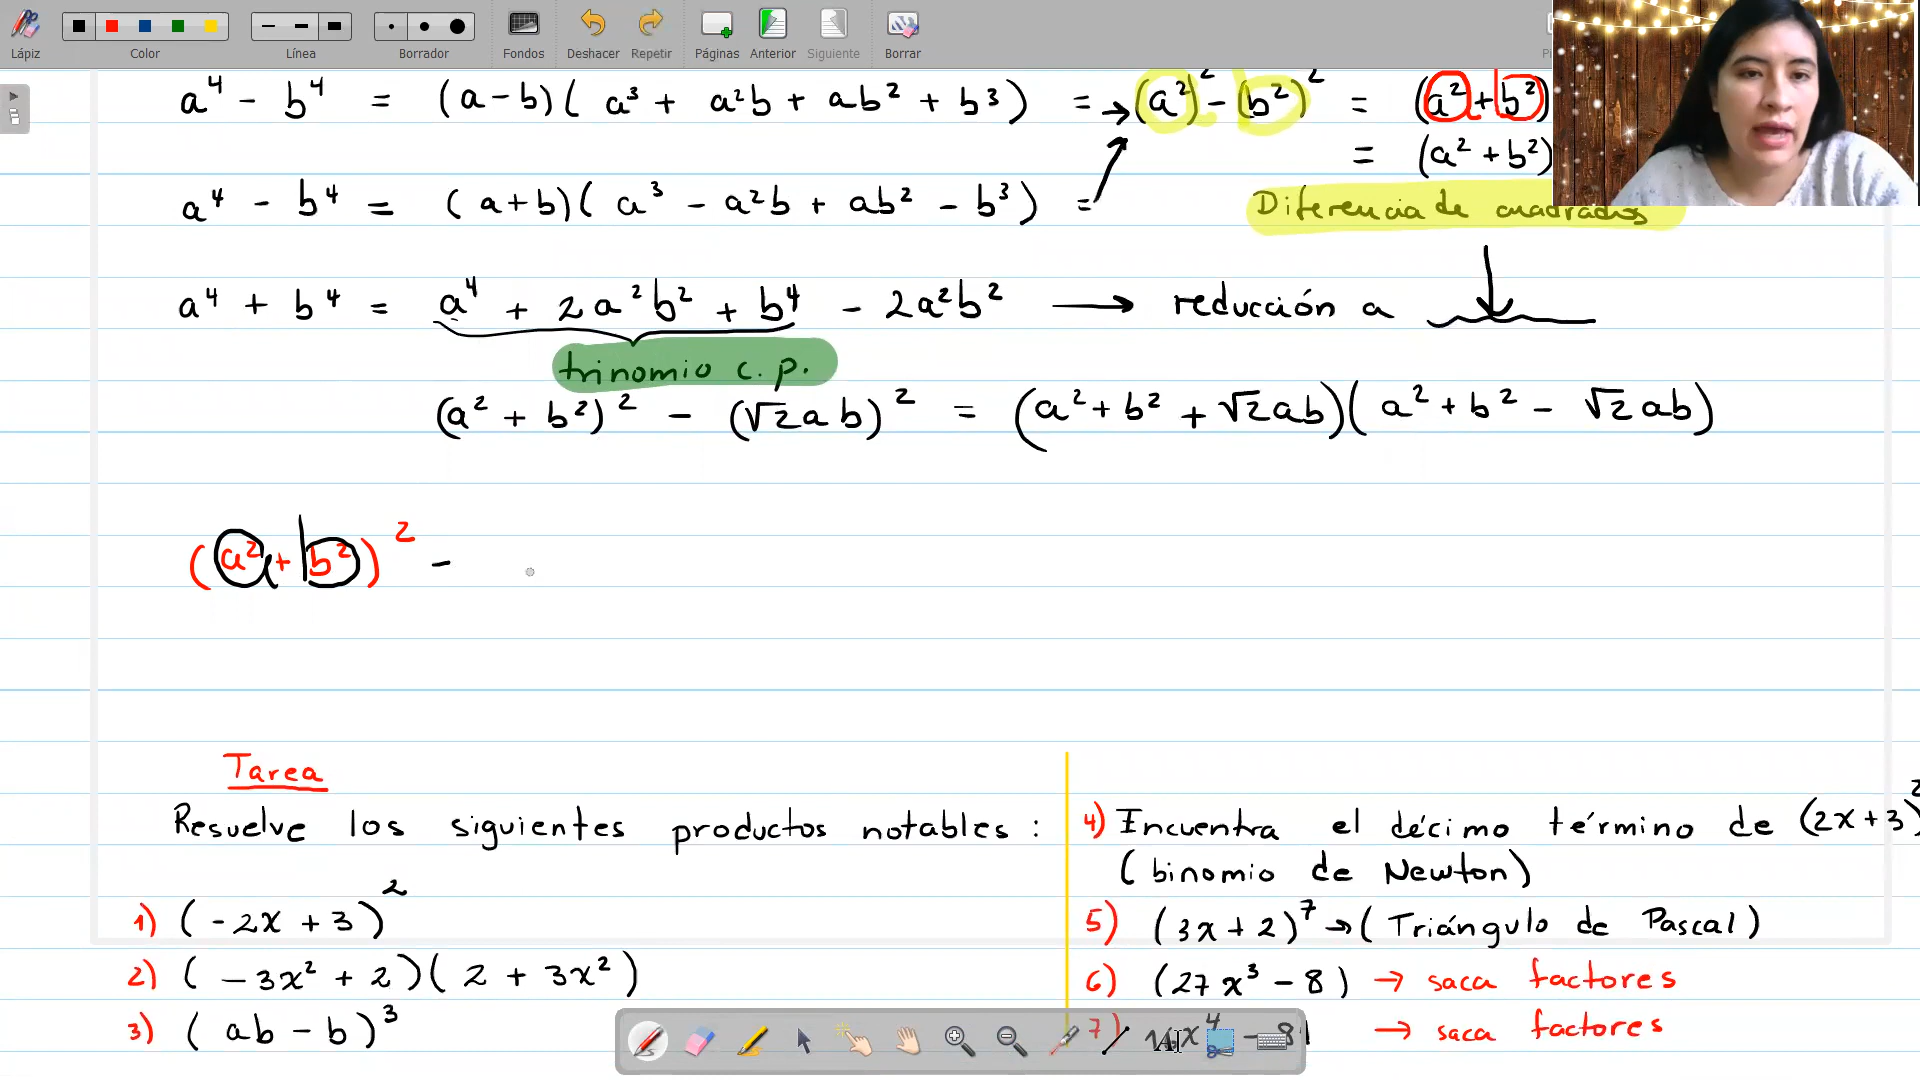 Lápiz Color Línea Borrador Fondos Deshacer Repetir Páginas Anterior Siguiente Borrar
a⁴ - b⁴ = (a-b)( a³ + a²b + ab² + b³ ) = → (a²)² - (b²)² = (a² + b²)
= (a² + b²)
a⁴ - b⁴ = ( a+b)( a³ - a²b + ab² - b³ ) =
Diferencia de cuadrados
a⁴ + b⁴ = a⁴ + 2a²b² + b⁴ - 2a²b² → reducción a
trinomio c.p.
(a² + b²)² - (√2ab)² = (a²+b² + √2ab)( a²+b² - √2ab)
(a² + b²)² -
Tarea
Resuelve los siguientes productos notables :
1) ( -2x + 3 )²
2) ( -3x² + 2 )( 2 + 3x² )
3) ( ab - b )³
4) Encuentra el décimo término de (2x+3)
( binomio de Newton)
5) (3x + 2)⁷ → ( Triángulo de Pascal )
6) (27x³ - 8) → saca factores
7) x⁴ - 81 → saca factores